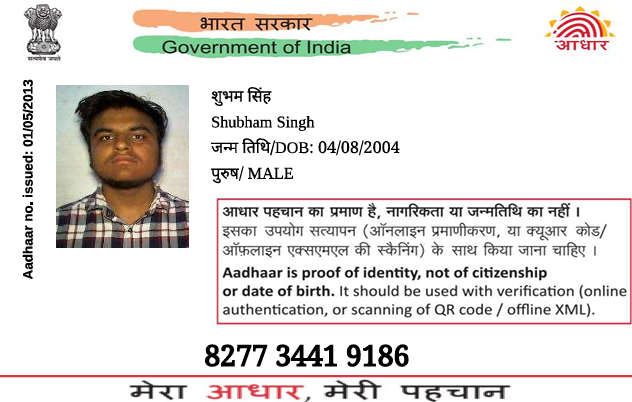 भारत सरकार
Government of India
सत्यमेव जयते
आधार
Aadhaar no. issued: 01/05/2013
शुभम सिंह
Shubham Singh
जन्म तिथि/DOB: 04/08/2004
पुरुष/ MALE
आधार पहचान का प्रमाण है, नागरिकता या जन्मतिथि का नहीं ।
इसका उपयोग सत्यापन (ऑनलाइन प्रमाणीकरण, या क्यूआर कोड/
ऑफ़लाइन एक्सएमएल की स्कैनिंग) के साथ किया जाना चाहिए ।
Aadhaar is proof of identity, not of citizenship
or date of birth. It should be used with verification (online
authentication, or scanning of QR code / offline XML).
8277 3441 9186
मेरा आधार, मेरी पहचान